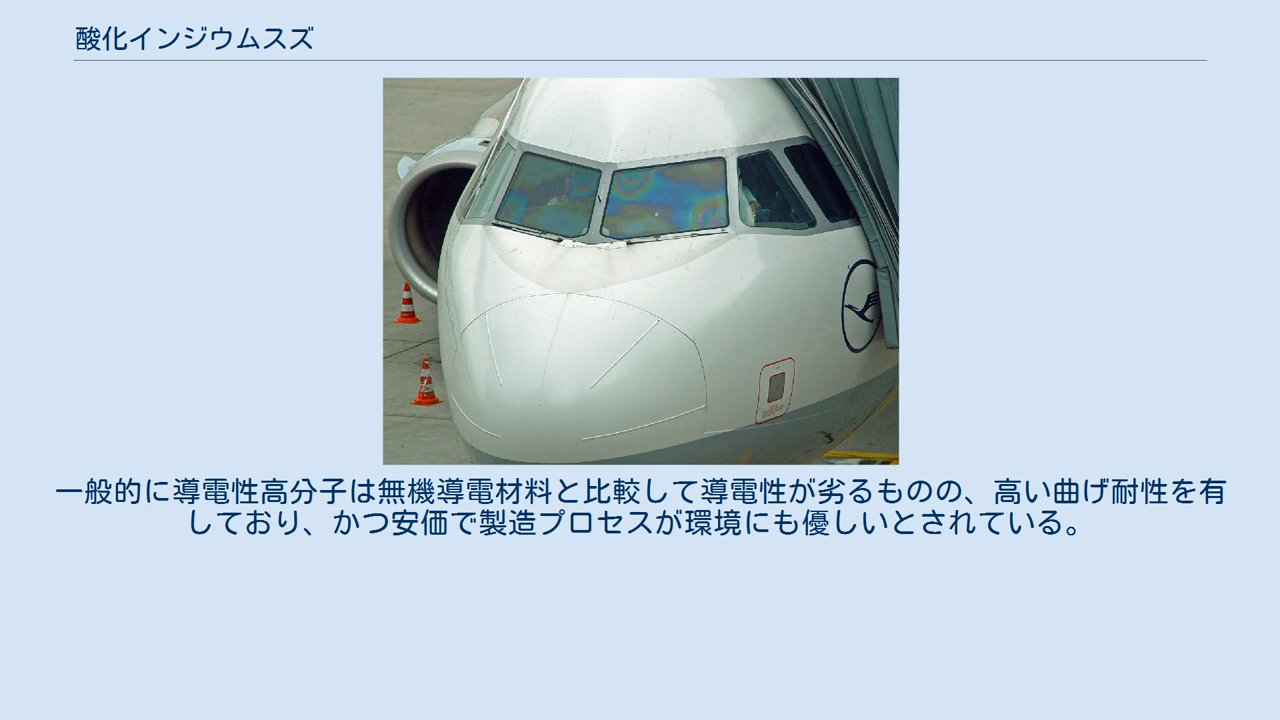 酸化インジウムスズ
一般的に導電性高分子は無機導電材料と比較して導電性が劣るものの、高い曲げ耐性を有
しており、かつ安価で製造プロセスが環境にも優しいとされている。